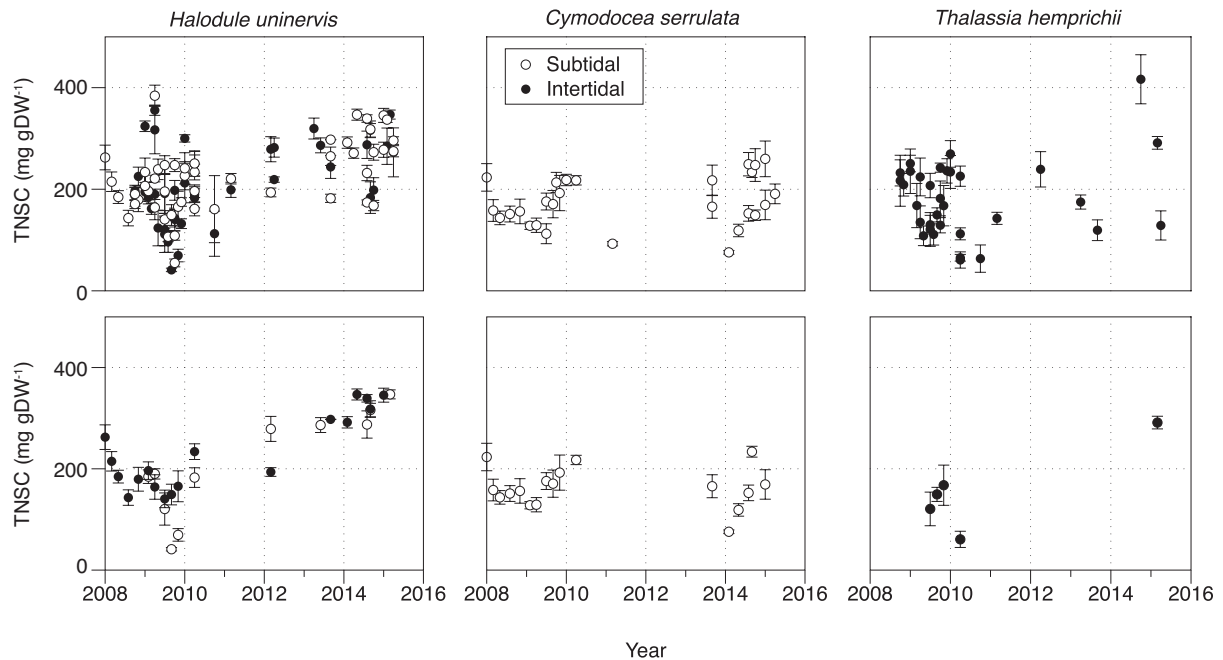 Halodule uninervis Cymodocea serrulata Thalassia hemprichii
TNSC (mg gDW-1)
400
200
0
Subtidal
Intertidal
TNSC (mg gDW-1)
400
200
0
2008 2010 2012 2014 2016 2008 2010 2012 2014 2016 2008 2010 2012 2014 2016
Year